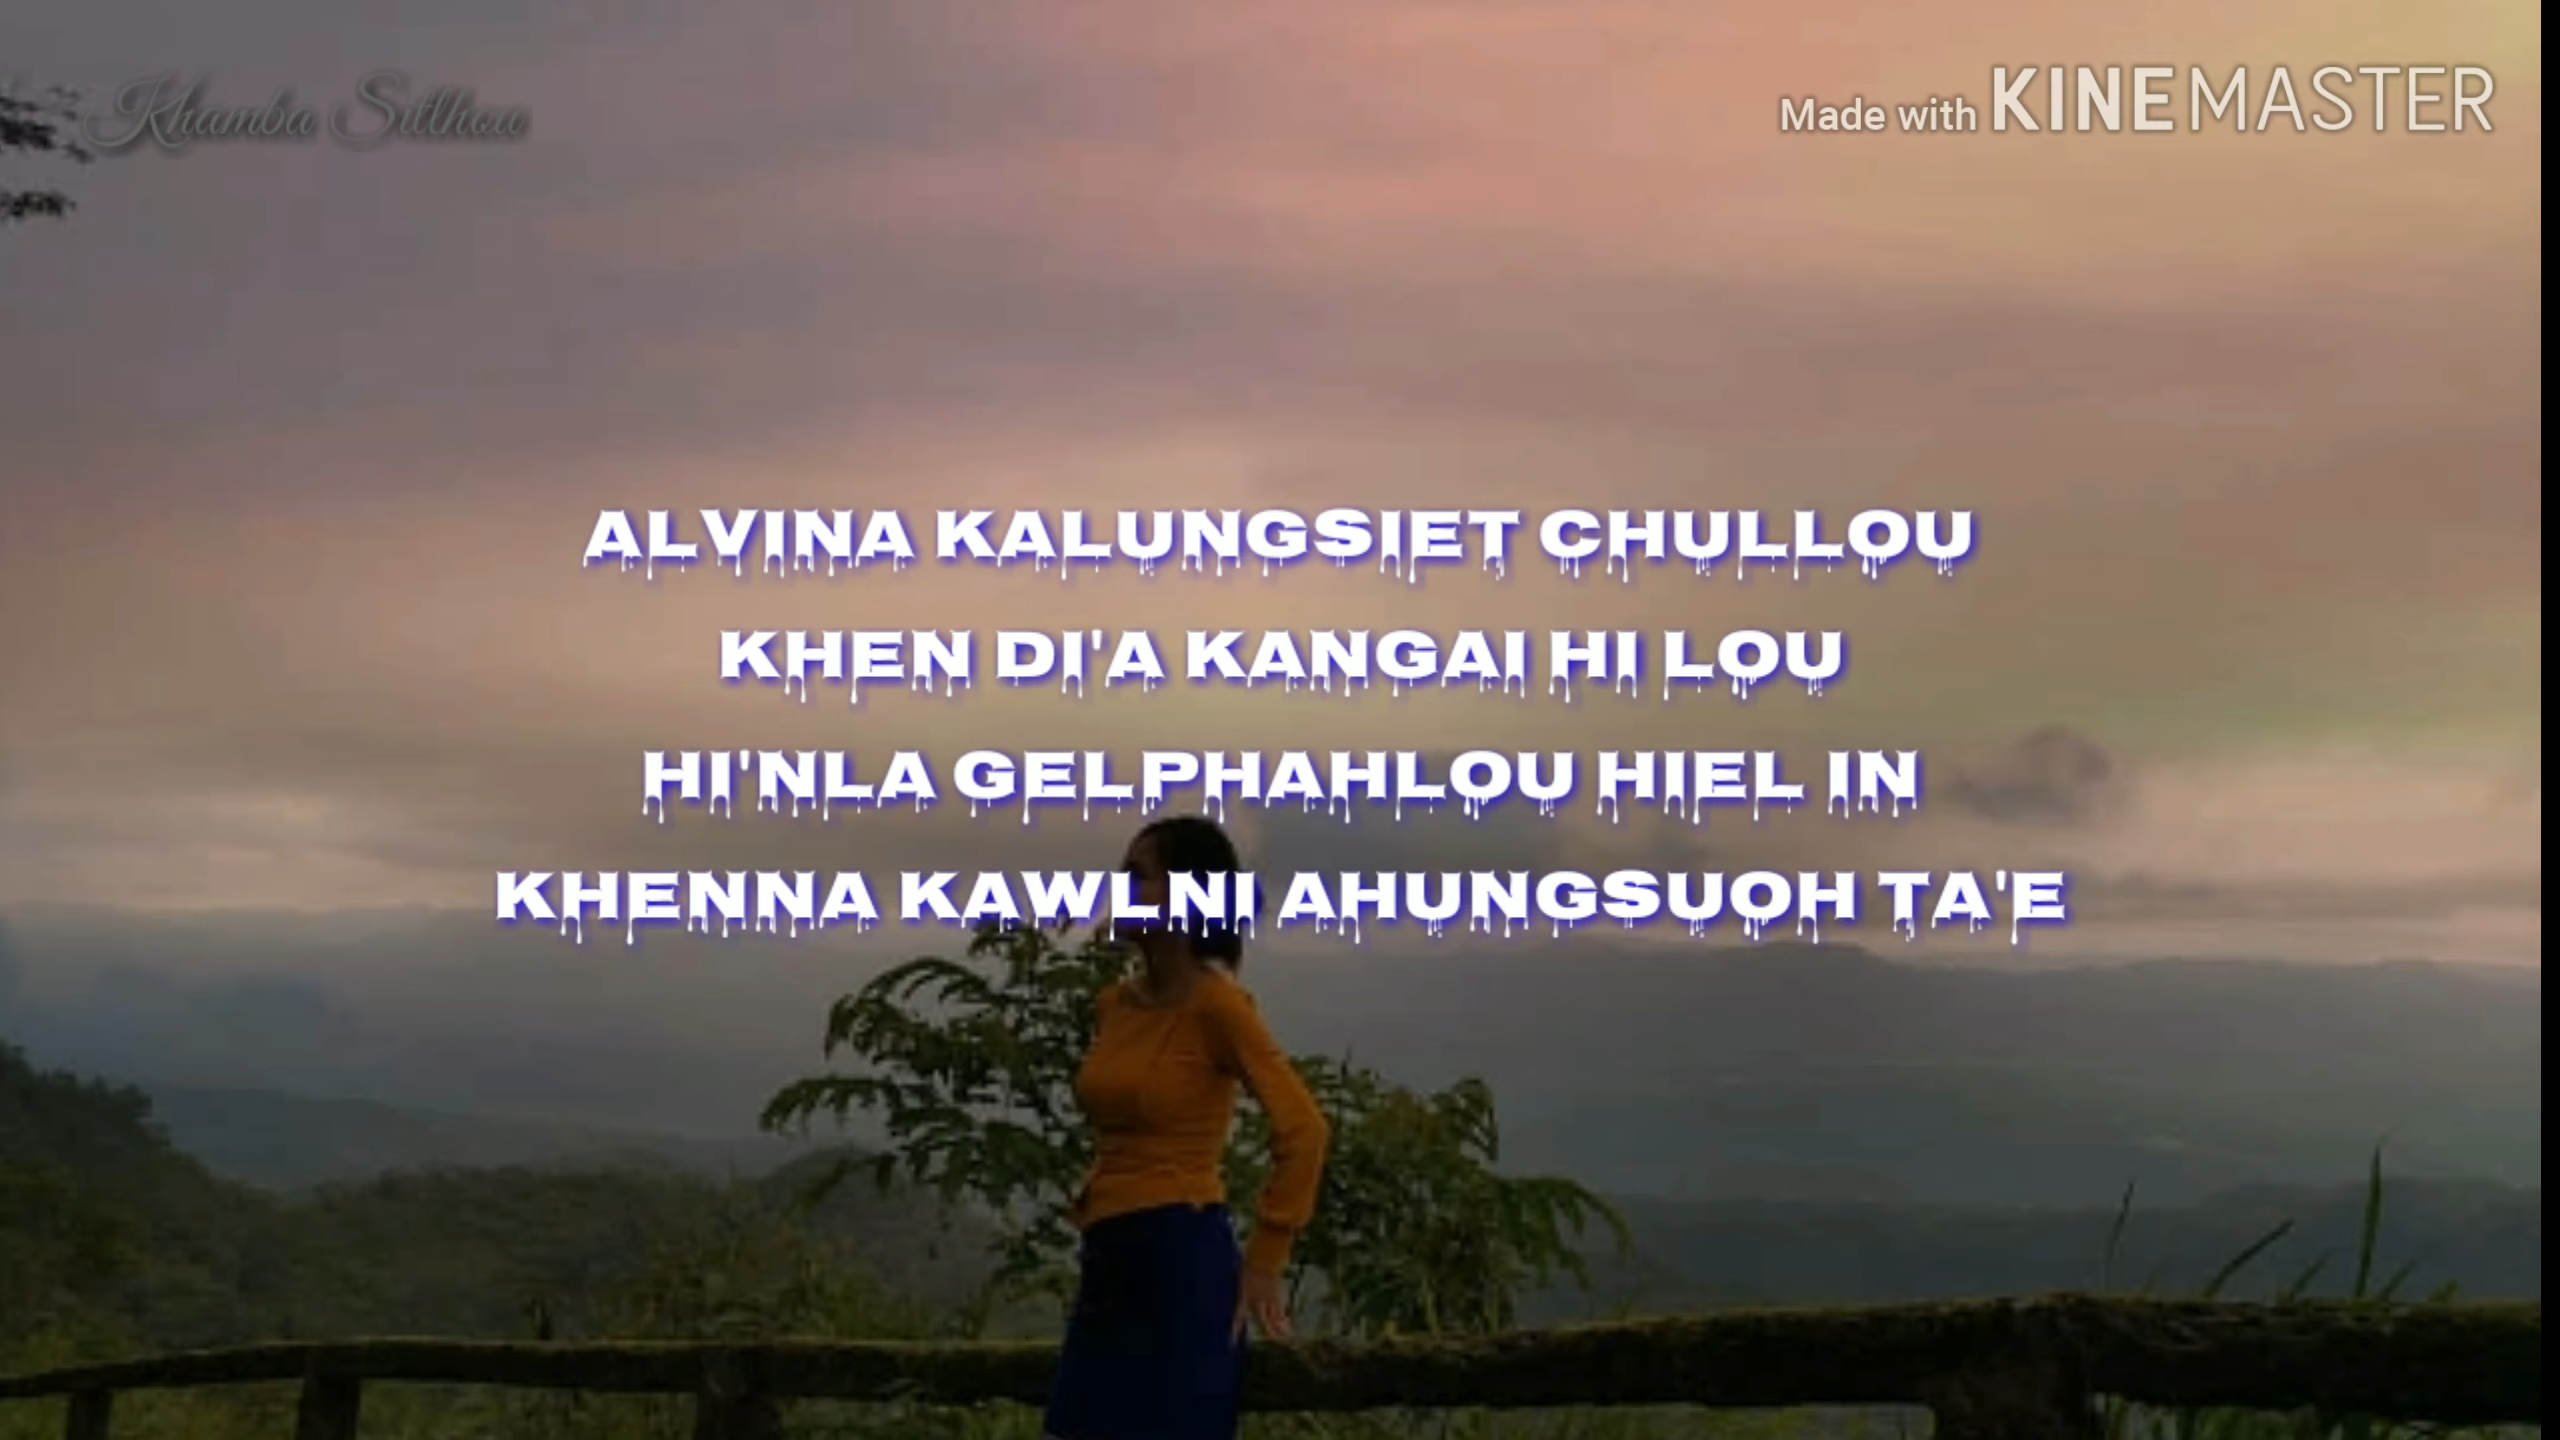 Khamba Sitlhou
Made with KINEMASTER
ALVINA KALUNGSIET CHULLOU
KHEN DI'A KANGAI HI LOU
HI'NLA GELPHAHLOU HIEL IN
KHENNA KAWLNI AHUNGSUOH TA'E